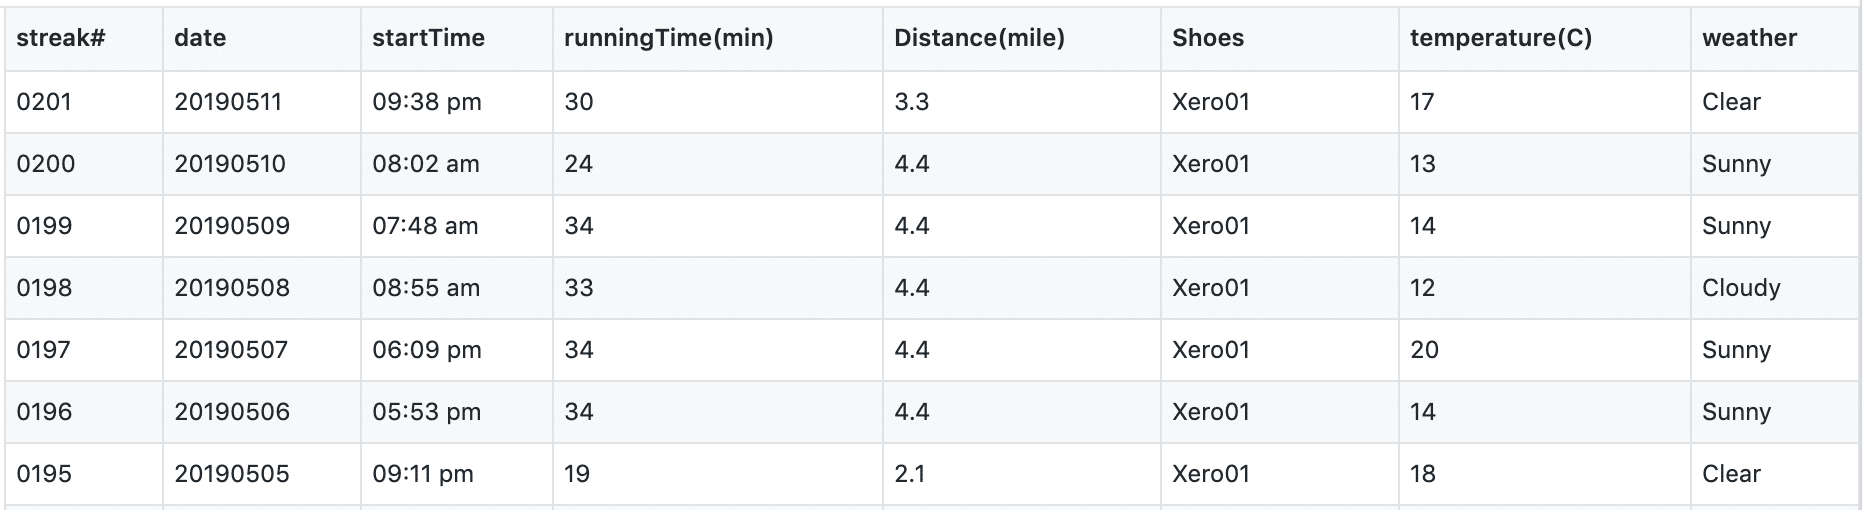 streak# date startTime runningTime(min) Distance(mile) Shoes temperature(C) weather
0201 20190511 09:38 pm 30 3.3 Xero01 17 Clear
0200 20190510 08:02 am 24 4.4 Xero01 13 Sunny
0199 20190509 07:48 am 34 4.4 Xero01 14 Sunny
0198 20190508 08:55 am 33 4.4 Xero01 12 Cloudy
0197 20190507 06:09 pm 34 4.4 Xero01 20 Sunny
0196 20190506 05:53 pm 34 4.4 Xero01 14 Sunny
0195 20190505 09:11 pm 19 2.1 Xero01 18 Clear